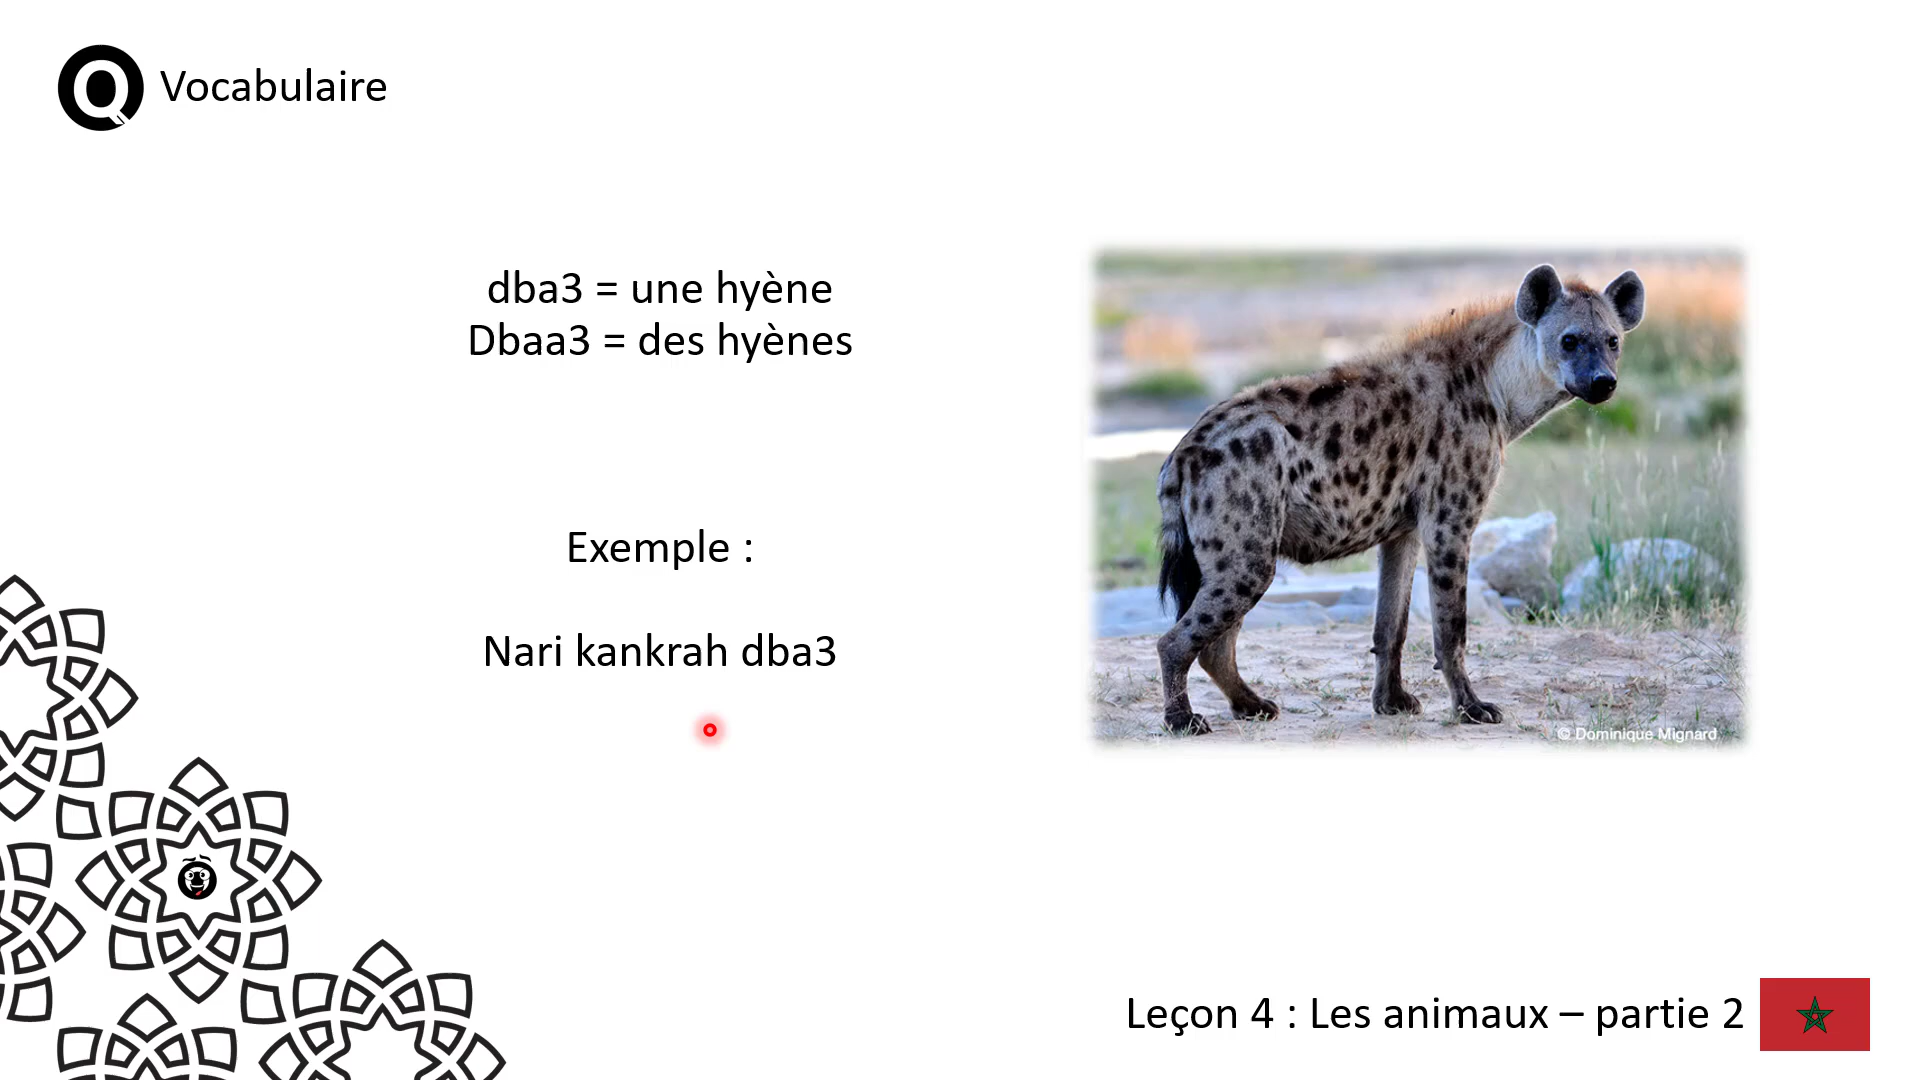 Q Vocabulaire
dba3 = une hyène
Dbaa3 = des hyènes
Exemple :
Nari kankrah dba3
© Dominique Mignard
Leçon 4 : Les animaux – partie 2